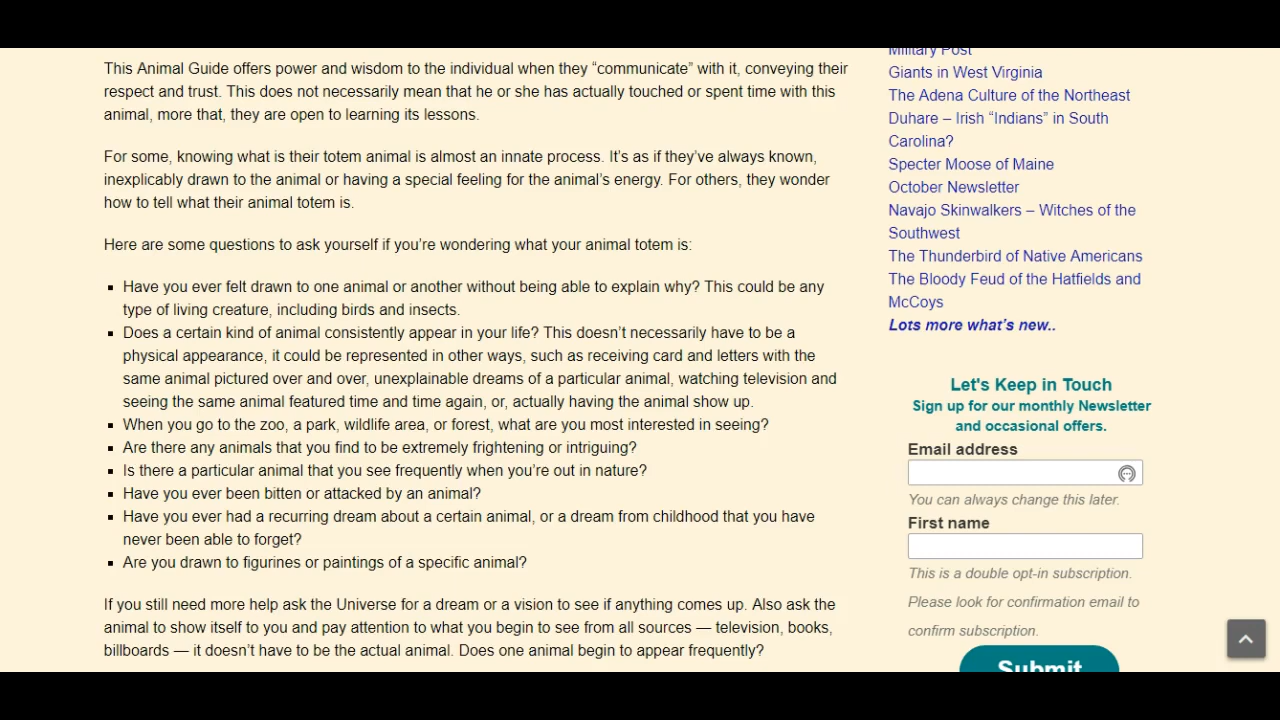 This Animal Guide offers power and wisdom to the individual when they “communicate” with it, conveying their
respect and trust. This does not necessarily mean that he or she has actually touched or spent time with this
animal, more that, they are open to learning its lessons.
For some, knowing what is their totem animal is almost an innate process. It’s as if they’ve always known,
inexplicably drawn to the animal or having a special feeling for the animal’s energy. For others, they wonder
how to tell what their animal totem is.
Here are some questions to ask yourself if you’re wondering what your animal totem is:
Have you ever felt drawn to one animal or another without being able to explain why? This could be any
type of living creature, including birds and insects.
Does a certain kind of animal consistently appear in your life? This doesn’t necessarily have to be a
physical appearance, it could be represented in other ways, such as receiving card and letters with the
same animal pictured over and over, unexplainable dreams of a particular animal, watching television and
seeing the same animal featured time and time again, or, actually having the animal show up.
When you go to the zoo, a park, wildlife area, or forest, what are you most interested in seeing?
Are there any animals that you find to be extremely frightening or intriguing?
Is there a particular animal that you see frequently when you’re out in nature?
Have you ever been bitten or attacked by an animal?
Have you ever had a recurring dream about a certain animal, or a dream from childhood that you have
never been able to forget?
Are you drawn to figurines or paintings of a specific animal?
If you still need more help ask the Universe for a dream or a vision to see if anything comes up. Also ask the
animal to show itself to you and pay attention to what you begin to see from all sources — television, books,
billboards — it doesn’t have to be the actual animal. Does one animal begin to appear frequently?
Military Post
Giants in West Virginia
The Adena Culture of the Northeast
Duhare – Irish “Indians” in South
Carolina?
Specter Moose of Maine
October Newsletter
Navajo Skinwalkers – Witches of the
Southwest
The Thunderbird of Native Americans
The Bloody Feud of the Hatfields and
McCoys
Lots more what’s new..
Let's Keep in Touch
Sign up for our monthly Newsletter
and occasional offers.
Email address
You can always change this later.
First name
This is a double opt-in subscription.
Please look for confirmation email to
confirm subscription.
Submit